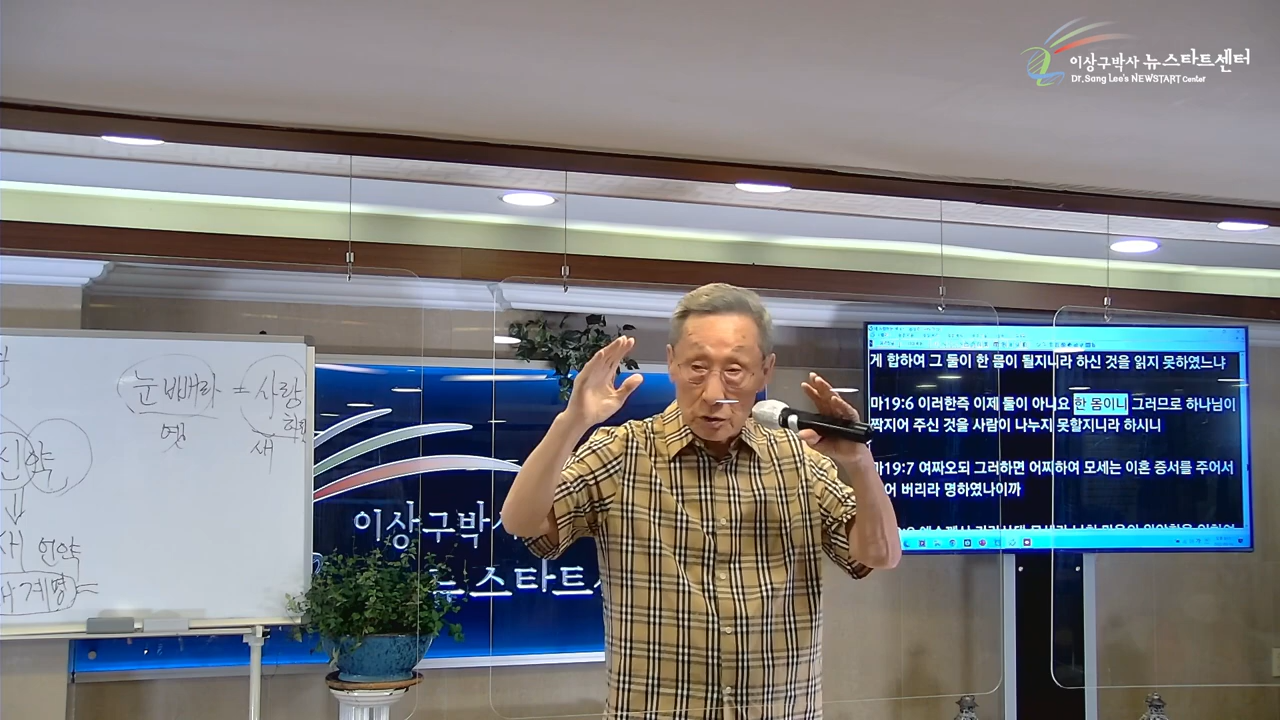 이상구박사 뉴스타트센터
Dr. Sang Lee's NEWSTART Center
눈 빼라 = 사랑
옛
새
신약
새 언약
새 계명
이상구박사
뉴스타트
게 합하여 그 둘이 한 몸이 될지니라 하신 것을 읽지 못하였느냐
마19:6 이러한즉 이제 둘이 아니요 한 몸이니 그러므로 하나님이
짝지어 주신 것을 사람이 나누지 못할지니라 하시니
마19:7 여짜오되 그러하면 어찌하여 모세는 이혼 증서를 주어서
어 버리라 명하였나이까